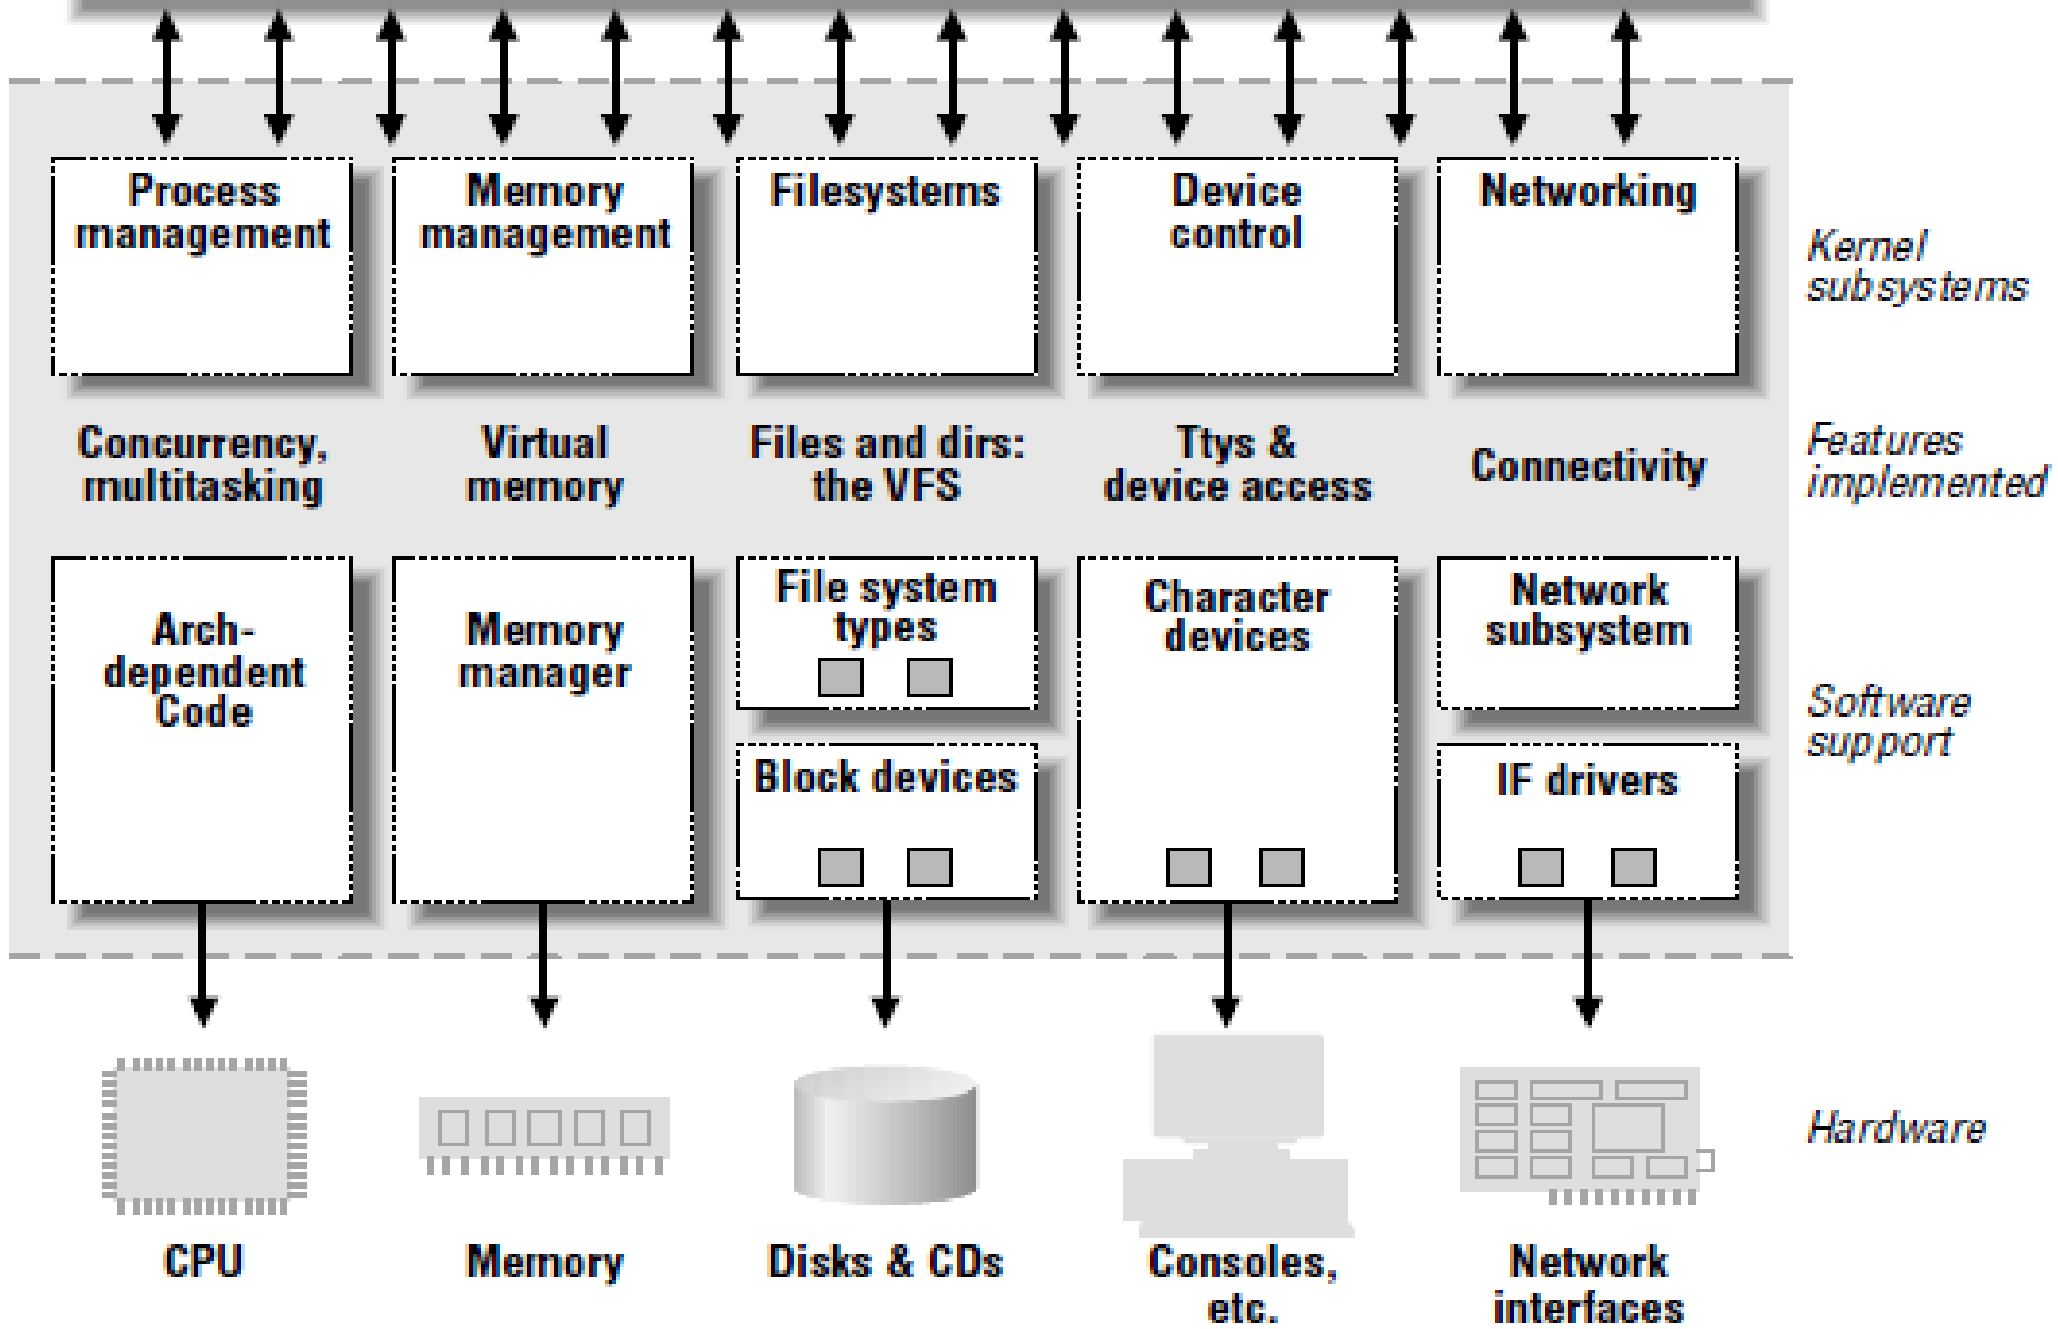 Process
management
Memory
management
Filesystems
Device
control
Networking
Kernel
subsystems
Concurrency,
multitasking
Virtual
memory
Files and dirs:
the VFS
Ttys &
device access
Connectivity
Features
implemented
Arch-
dependent
Code
Memory
manager
File system
types
Block devices
Character
devices
Network
subsystem
IF drivers
Software
support
CPU
Memory
Disks & CDs
Consoles,
etc.
Network
interfaces
Hardware